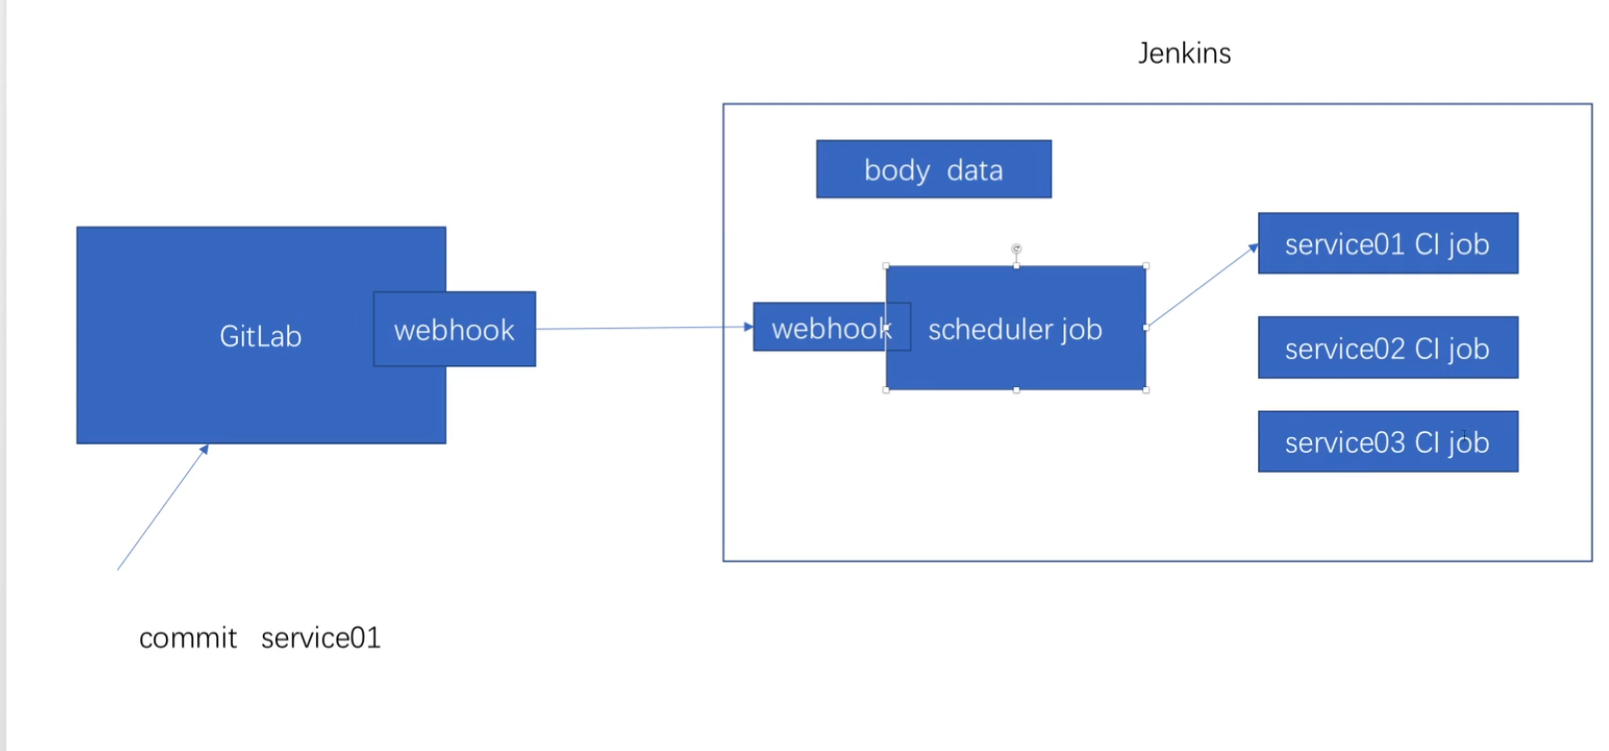 Jenkins
body data
service01 CI job
GitLab
webhook
webhook
scheduler job
service02 CI job
service03 CI job
commit service01